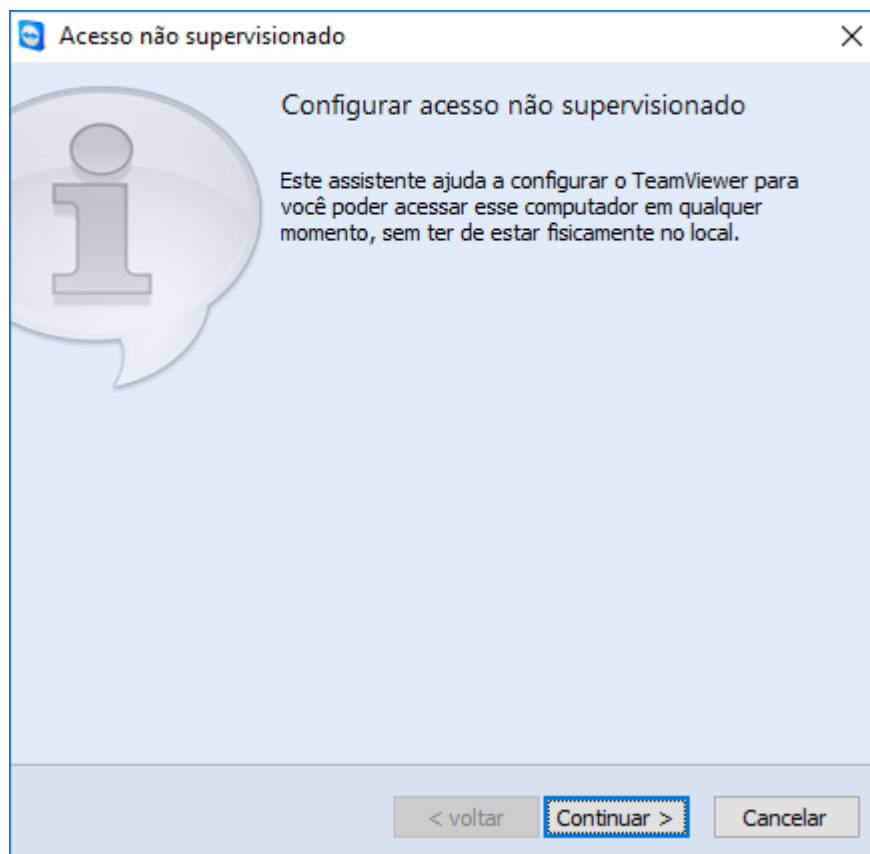 Acesso não supervisionado
Configurar acesso não supervisionado
Este assistente ajuda a configurar o TeamViewer para
você poder acessar esse computador em qualquer
momento, sem ter de estar fisicamente no local.
< voltar
Continuar >
Cancelar